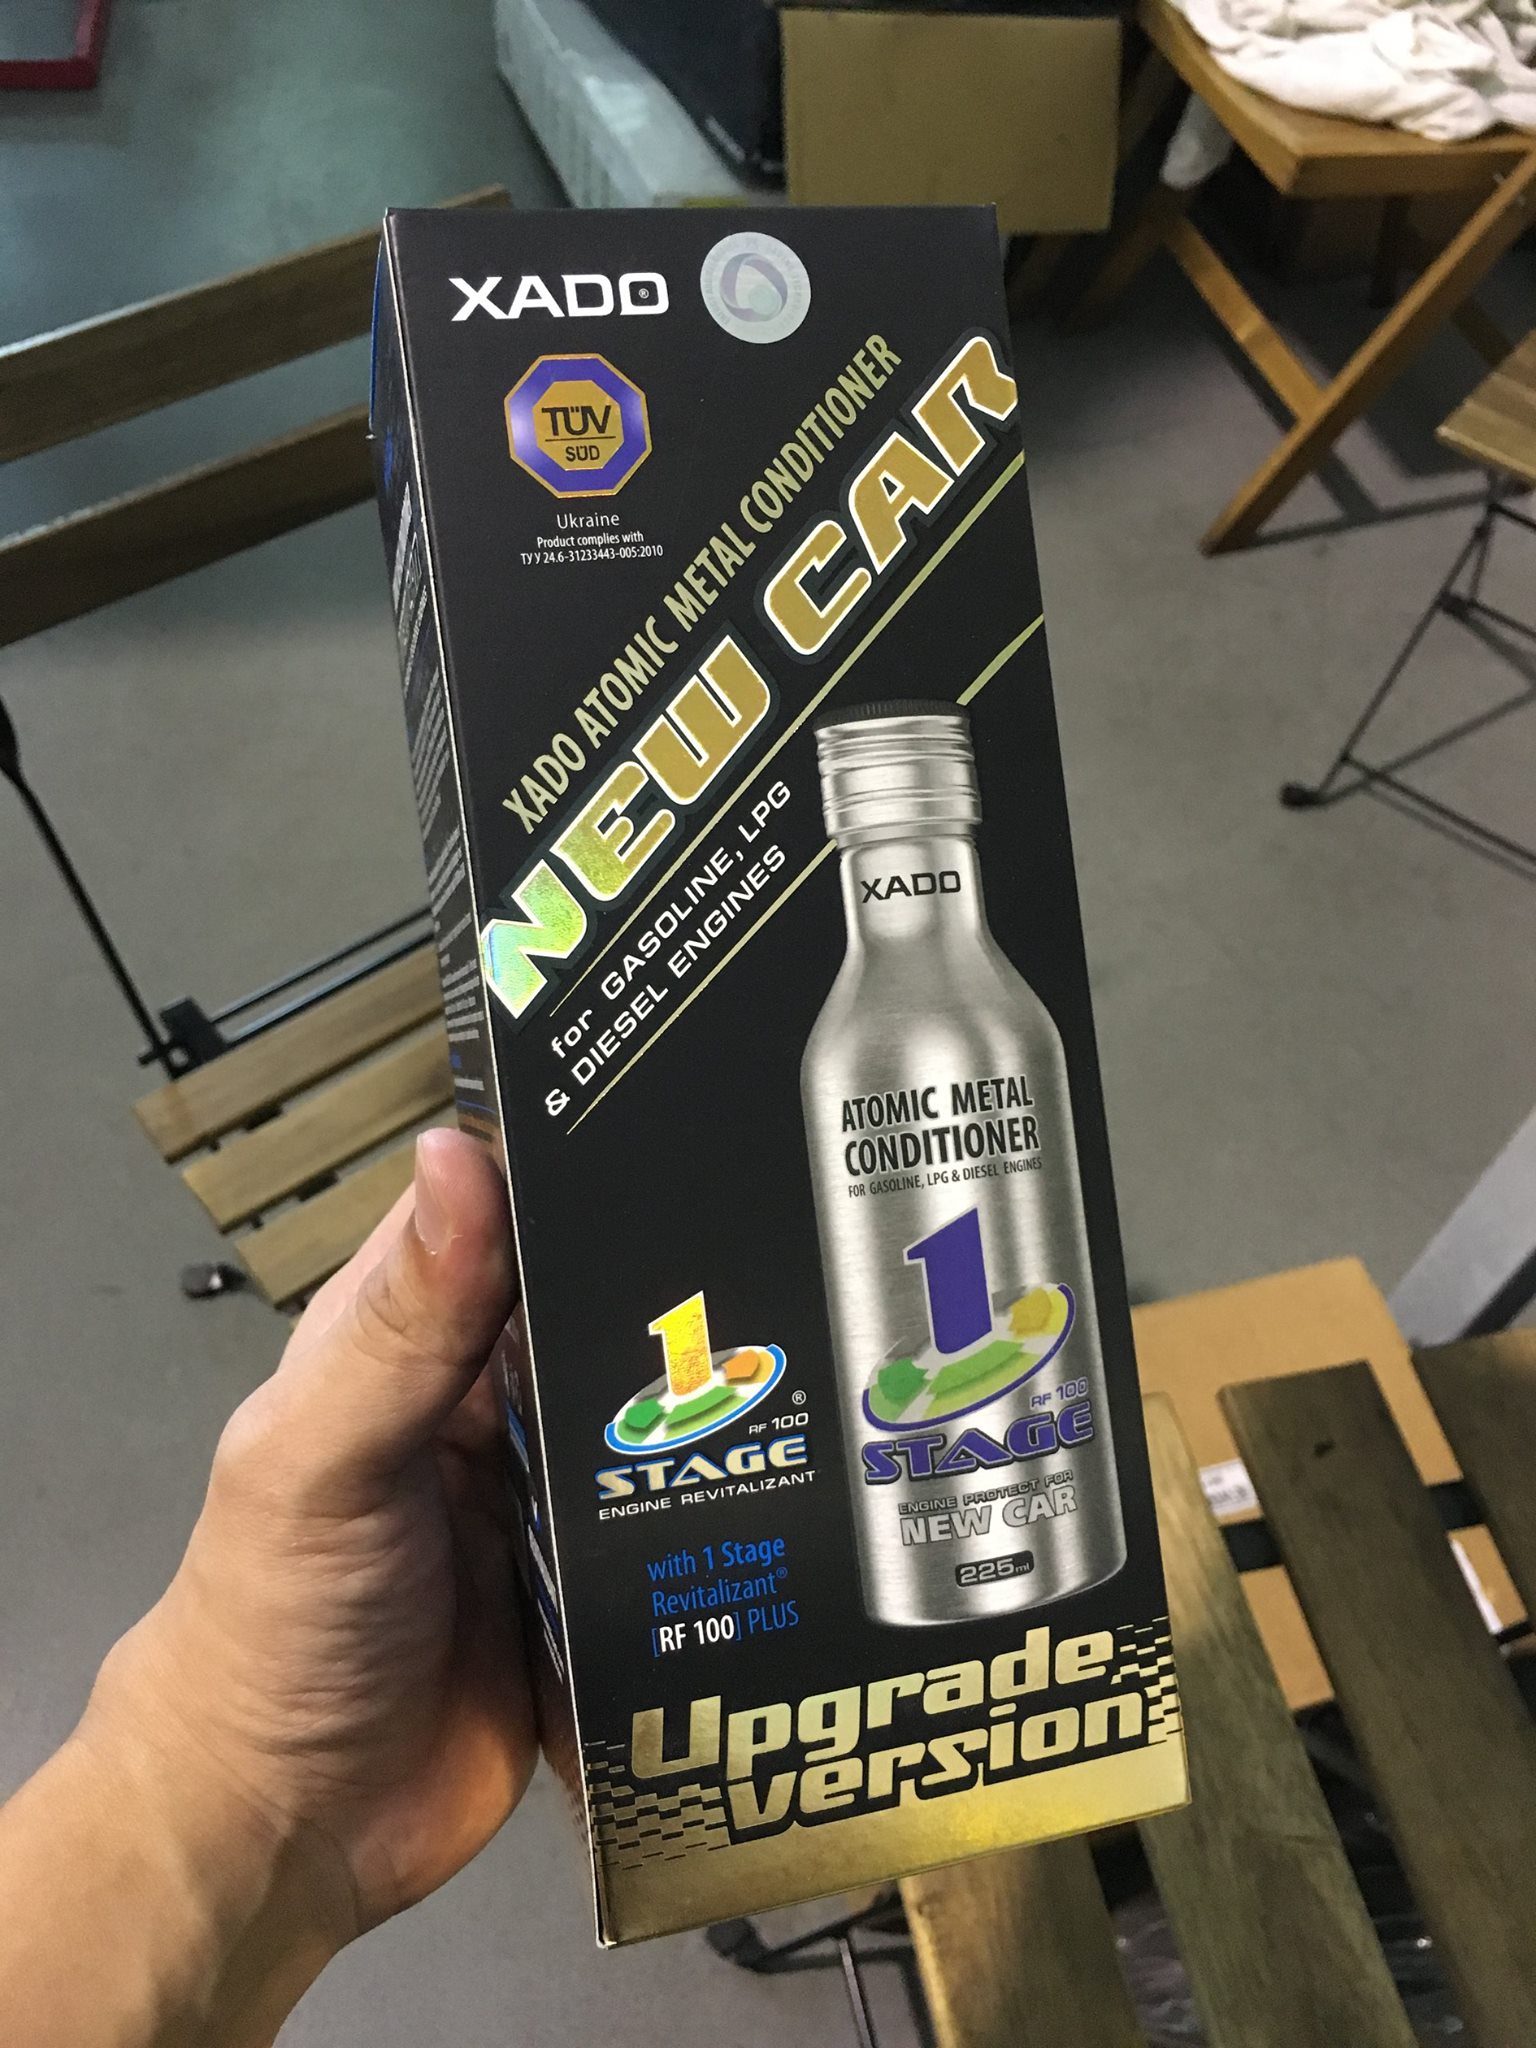 XADO®
TÜV
SÜD
Ukraine
Product complies with
ТУ У 24.6-31233443-005:2010
XADO ATOMIC METAL CONDITIONER
NEW CAR
for GASOLINE, LPG
& DIESEL ENGINES
XADO
ATOMIC METAL
CONDITIONER
FOR GASOLINE, LPG & DIESEL ENGINES
1
RF 100
STAGE
ENGINE PROTECT FOR
NEW CAR
225ml
1
®
RF 100
STAGE
ENGINE REVITALIZANT
with 1 Stage
Revitalizant®
[RF 100] PLUS
Upgrade
version